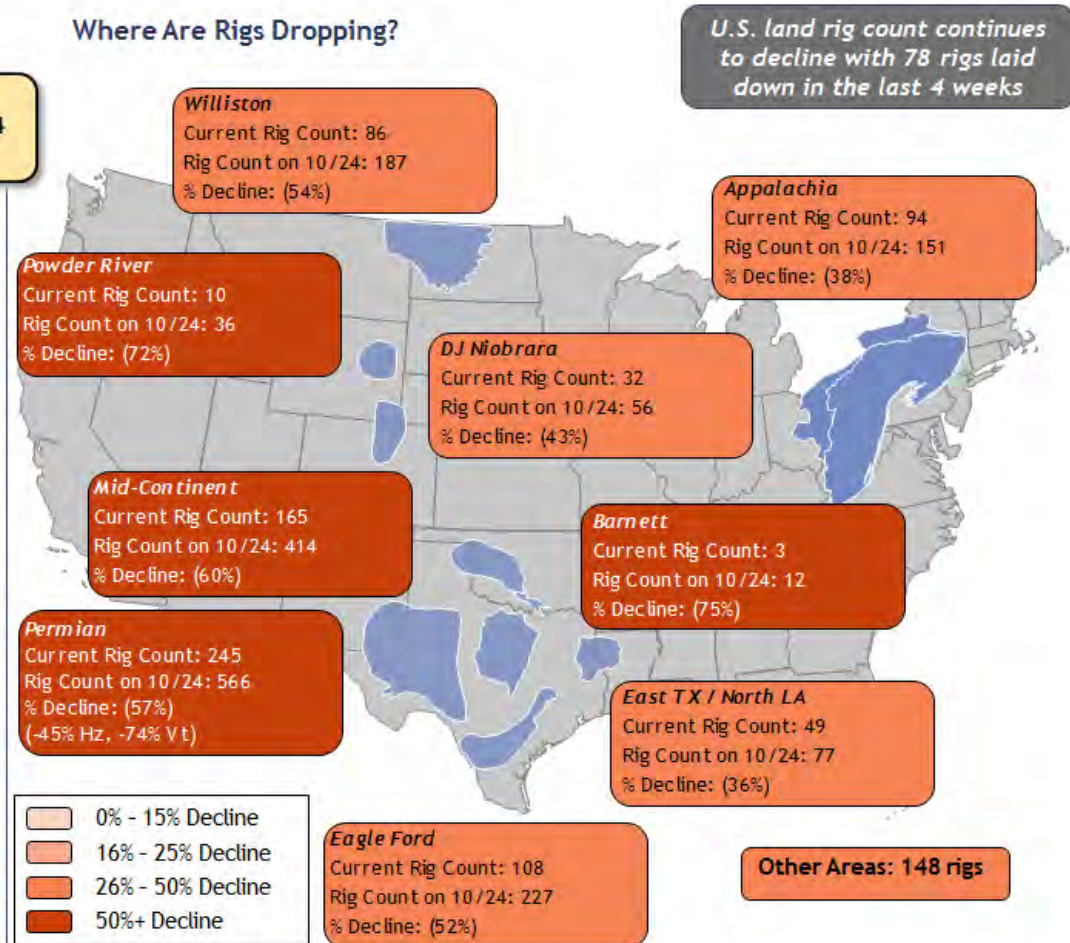 Where Are Rigs Dropping?
U.S. land rig count continues
to decline with 78 rigs laid
down in the last 4 weeks
4
Williston
Current Rig Count: 86
Rig Count on 10/24: 187
% Decline: (54%)
Appalachia
Current Rig Count: 94
Rig Count on 10/24: 151
% Decline: (38%)
Powder River
Current Rig Count: 10
Rig Count on 10/24: 36
% Decline: (72%)
DJ Niobrara
Current Rig Count: 32
Rig Count on 10/24: 56
% Decline: (43%)
Mid-Continent
Current Rig Count: 165
Rig Count on 10/24: 414
% Decline: (60%)
Barnett
Current Rig Count: 3
Rig Count on 10/24: 12
% Decline: (75%)
Permian
Current Rig Count: 245
Rig Count on 10/24: 566
% Decline: (57%)
(-45% Hz, -74% Vt)
East TX / North LA
Current Rig Count: 49
Rig Count on 10/24: 77
% Decline: (36%)
0% - 15% Decline
16% - 25% Decline
26% - 50% Decline
50%+ Decline
Eagle Ford
Current Rig Count: 108
Rig Count on 10/24: 227
% Decline: (52%)
Other Areas: 148 rigs